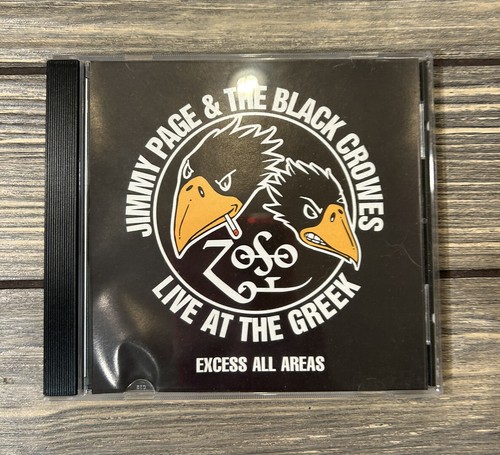 JIMMY PAGE & THE BLACK CROWES
ZOSO
LIVE AT THE GREEK
EXCESS ALL AREAS